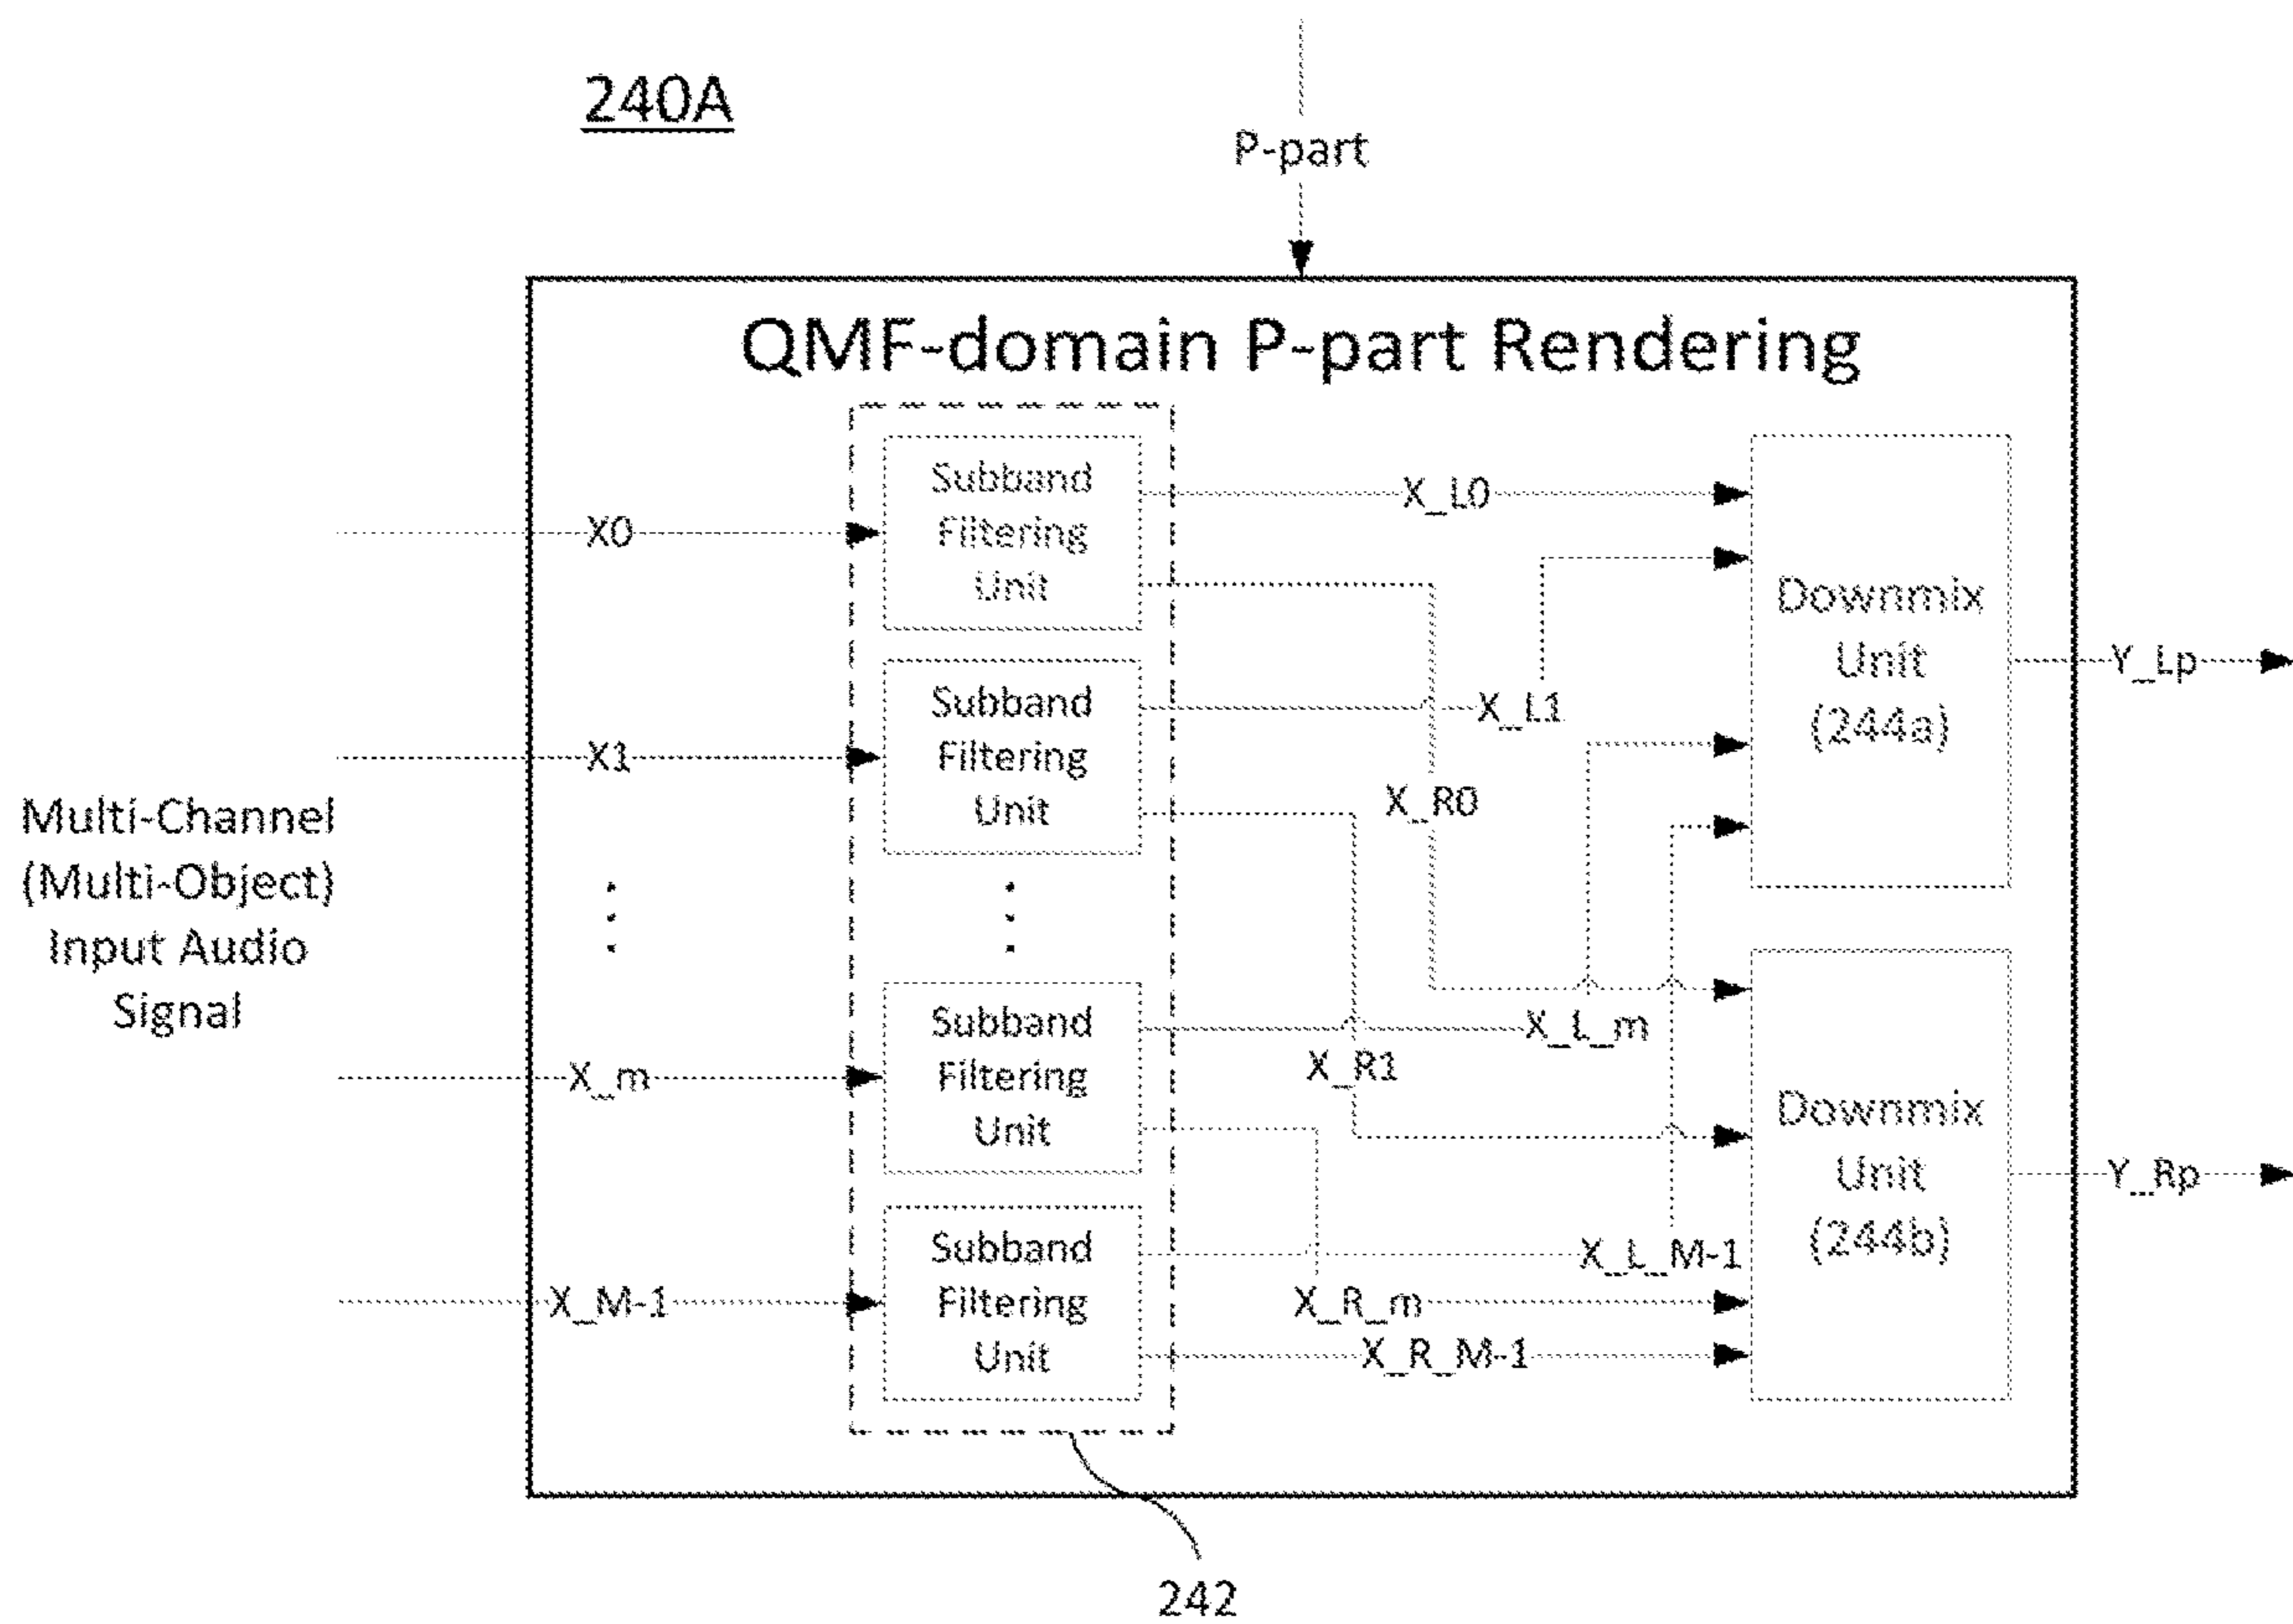 240A
P-part
QMF-domain P-part Rendering
Multi-Channel
(Multi-Object)
Input Audio
Signal
X0
X1
X_m
X_M-1
Subband
Filtering
Unit
Subband
Filtering
Unit
Subband
Filtering
Unit
Subband
Filtering
Unit
X_L0
X_L1
X_R0
X_L_m
X_R1
X_L_M-1
X_R_m
X_R_M-1
Downmix
Unit
(244a)
Downmix
Unit
(244b)
Y_Lp
Y_Rp
242